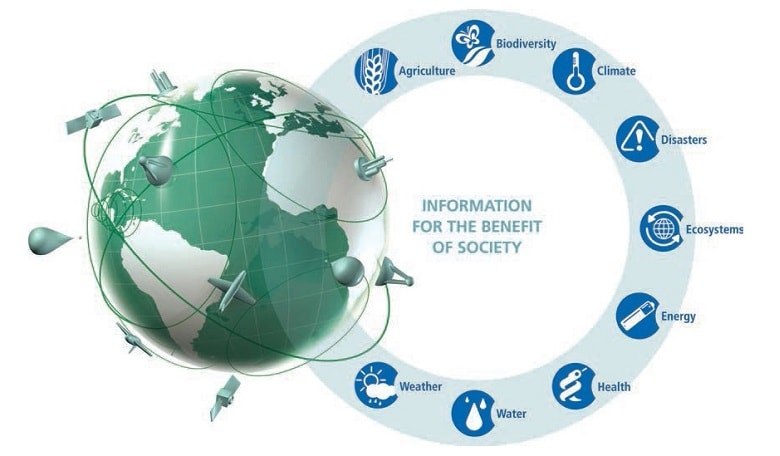 Agriculture
Biodiversity
Climate
Disasters
Ecosystems
Energy
Health
Water
Weather
INFORMATION
FOR THE BENEFIT
OF SOCIETY